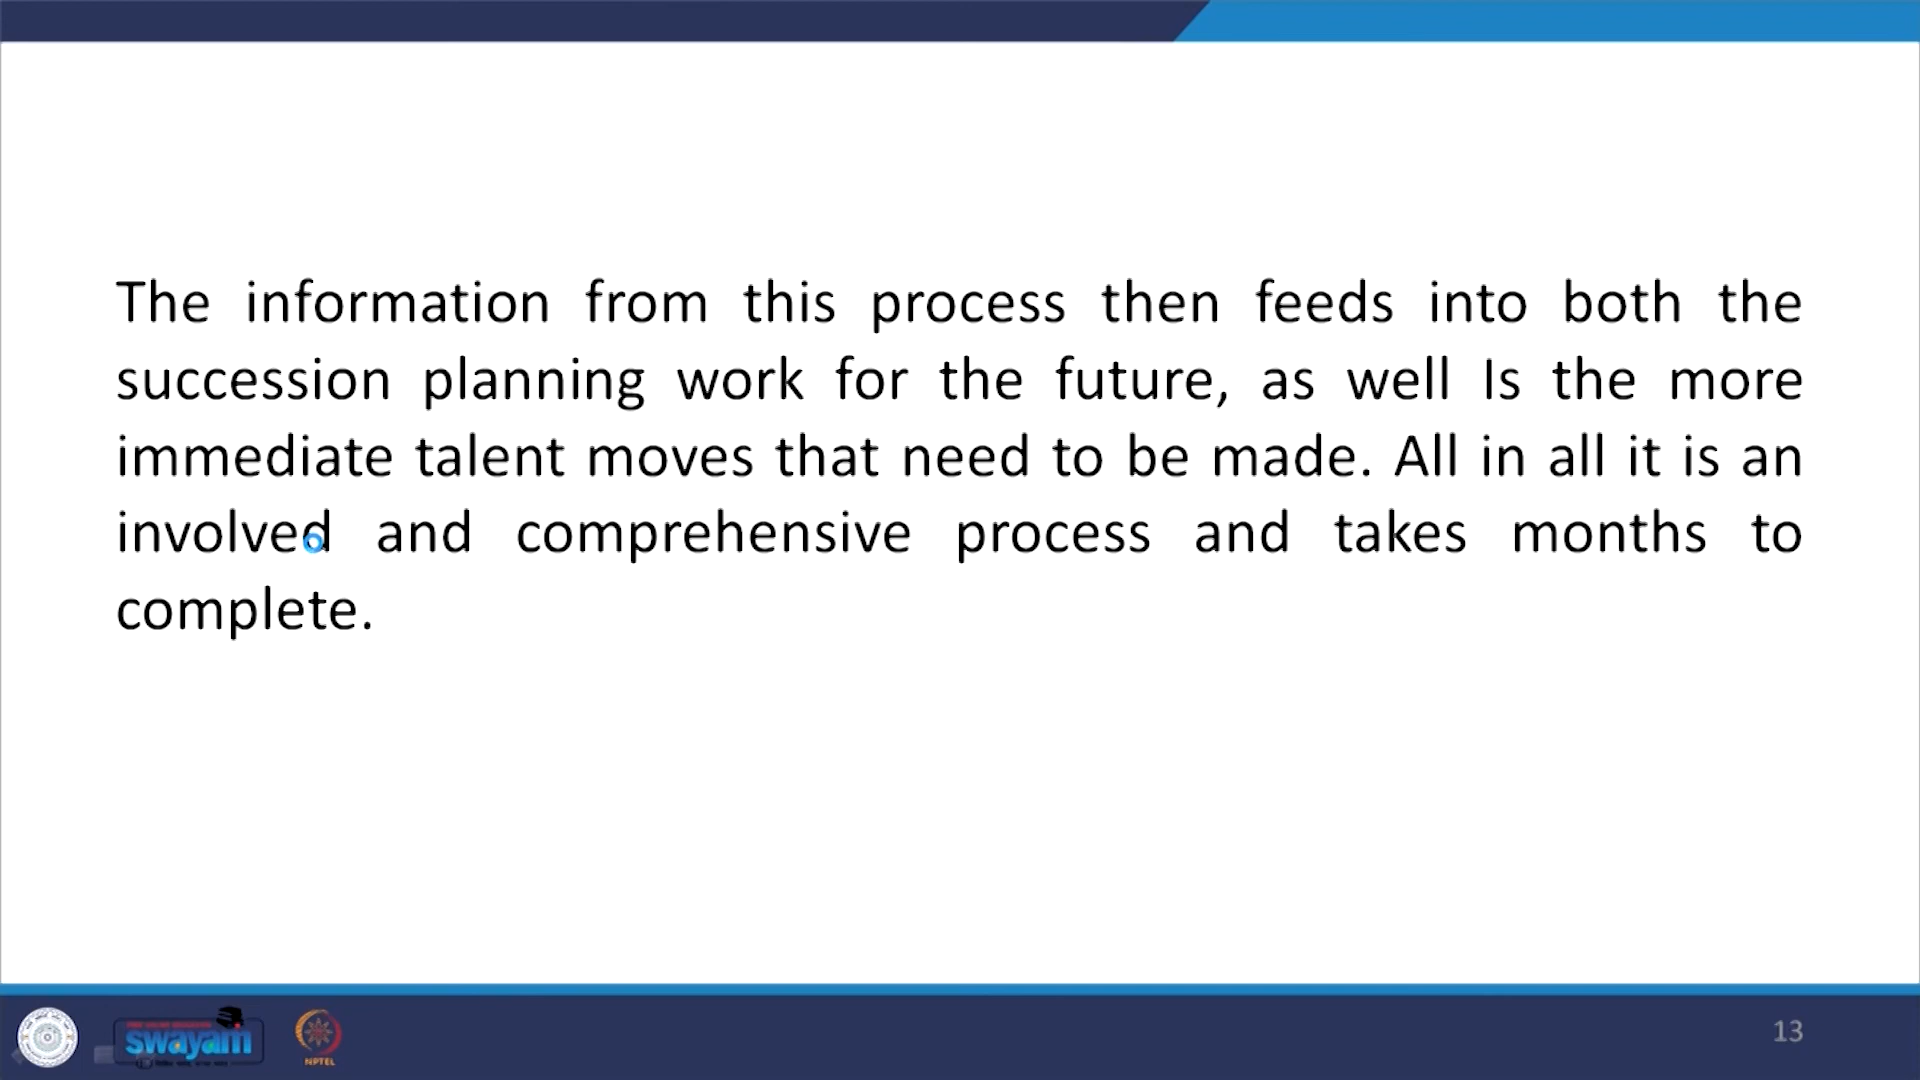 The information from this process then feeds into both the
succession planning work for the future, as well Is the more
immediate talent moves that need to be made. All in all it is an
involved and comprehensive process and takes months to
complete.
swayam
NPTEL
13